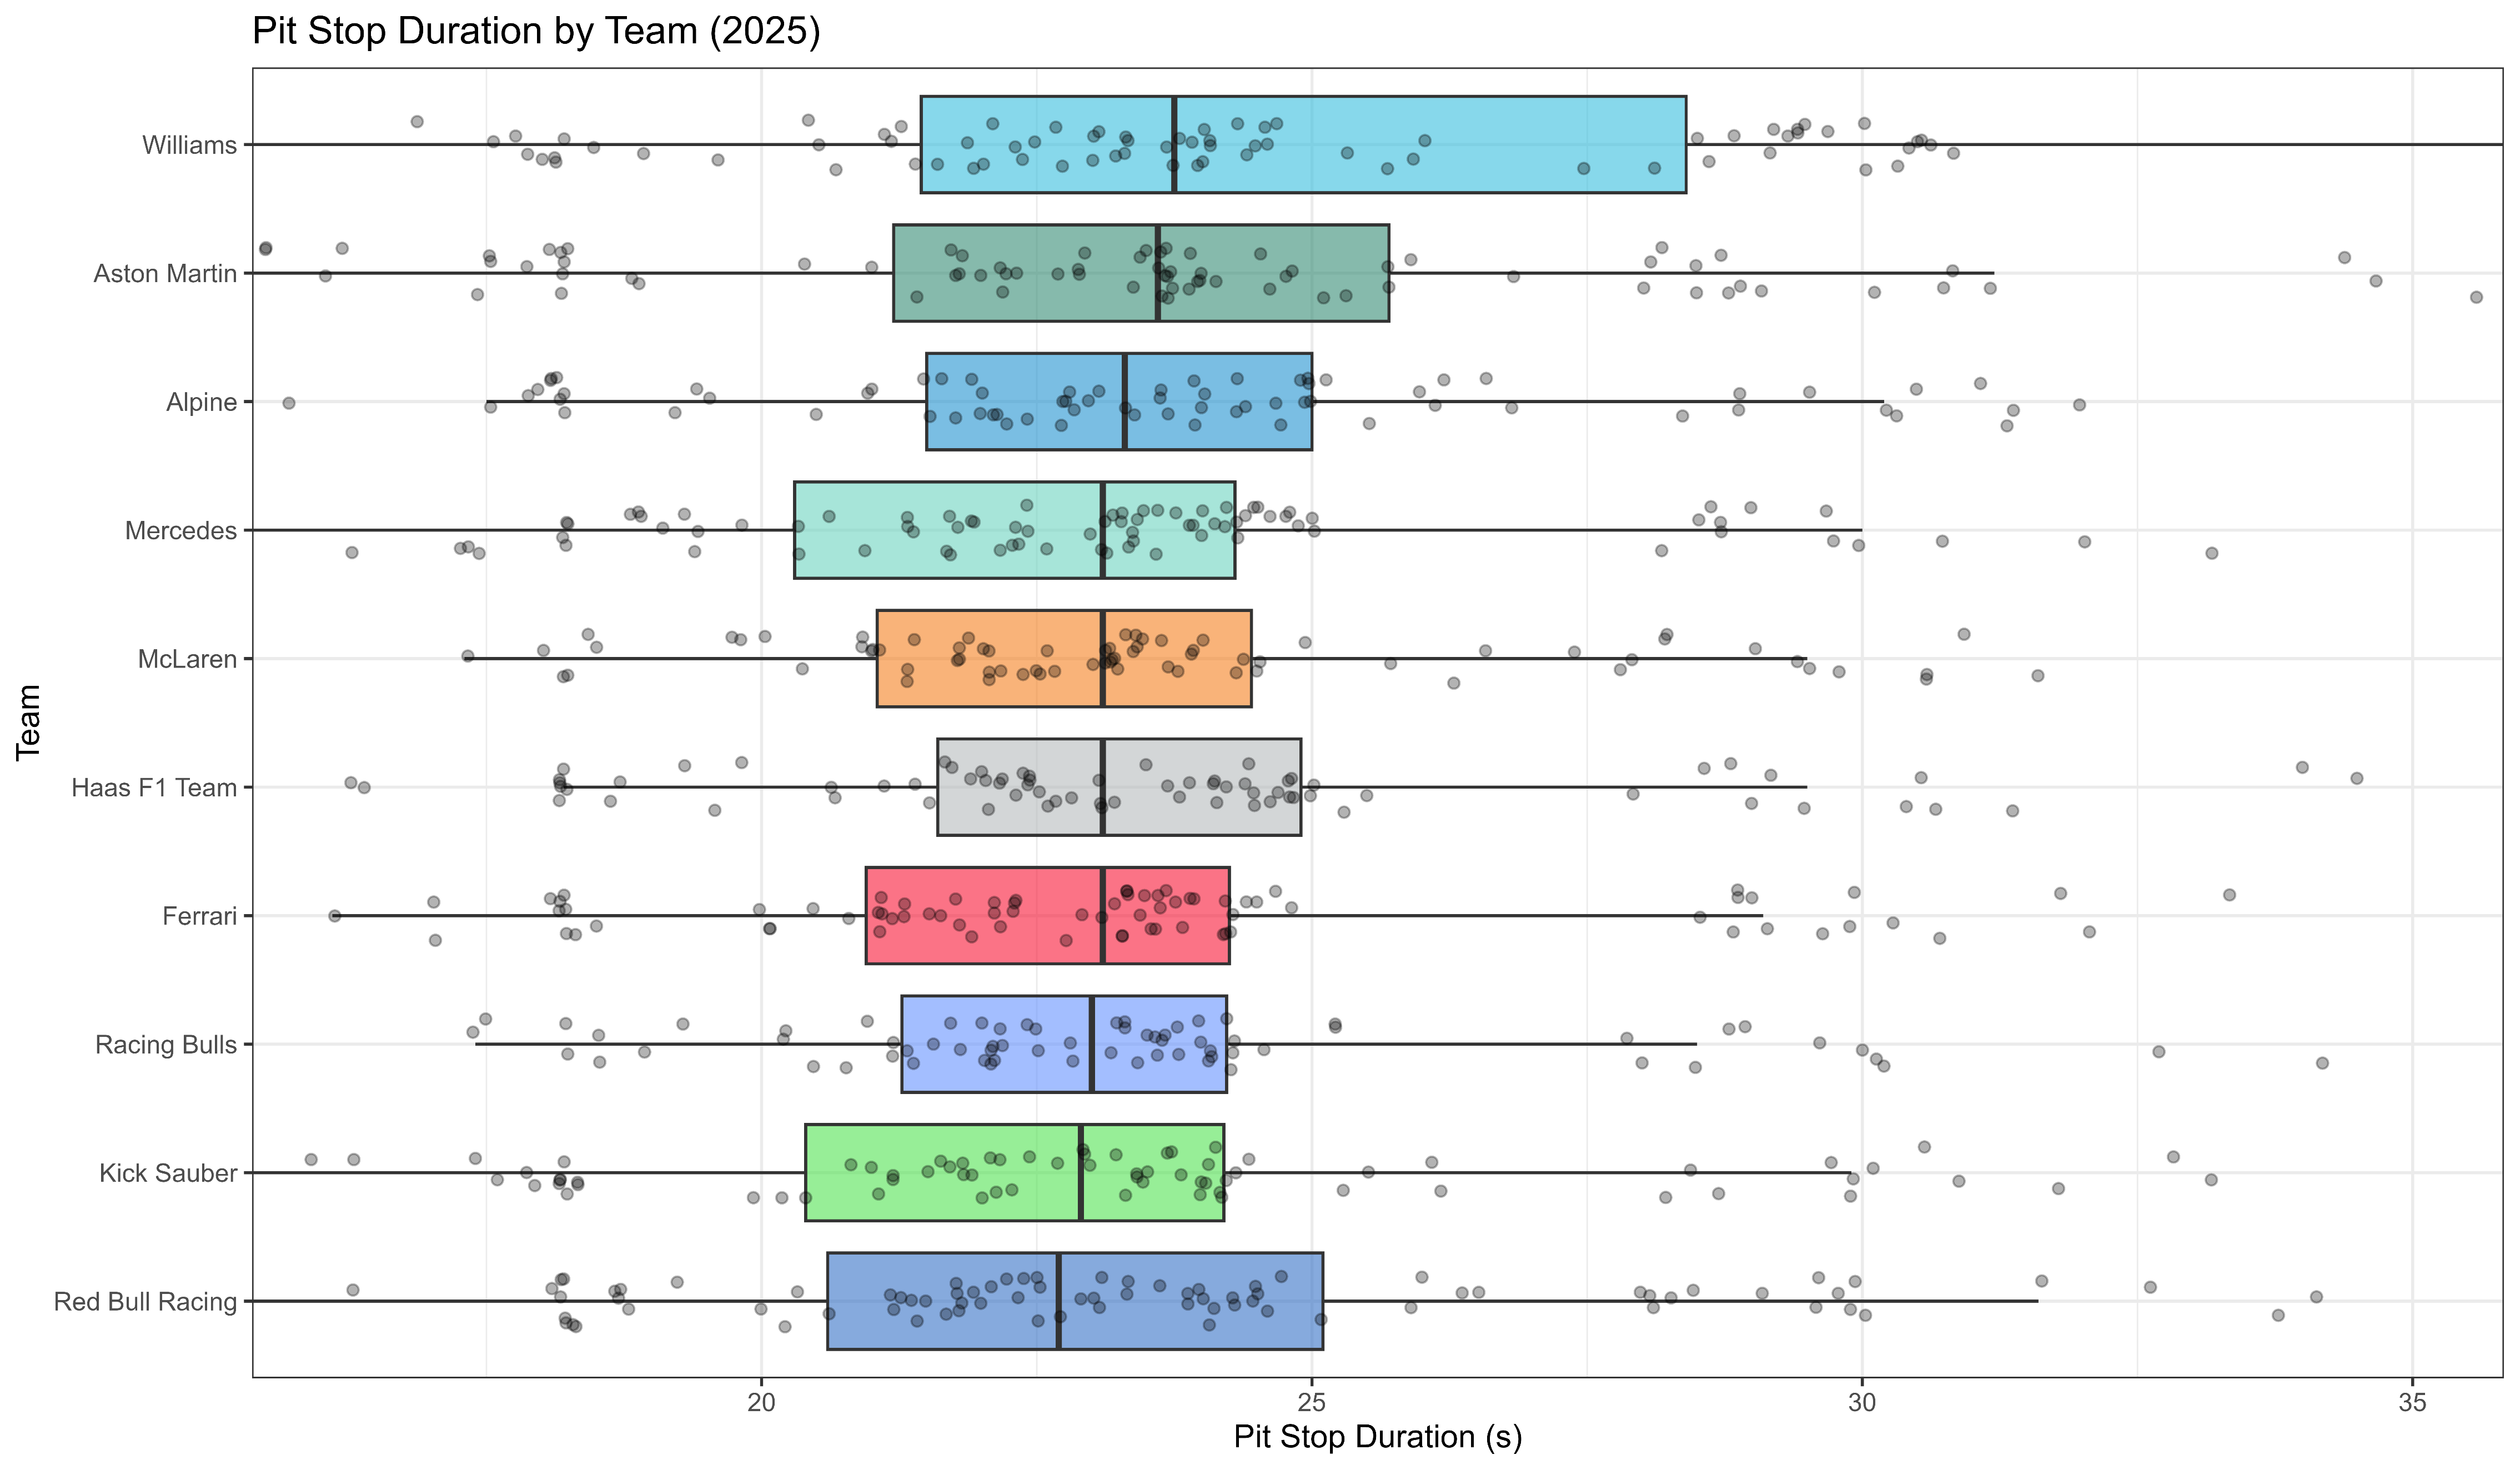 Pit Stop Duration by Team (2025)
Team
Williams
Aston Martin
Alpine
Mercedes
McLaren
Haas F1 Team
Ferrari
Racing Bulls
Kick Sauber
Red Bull Racing
20 25 30 35
Pit Stop Duration (s)